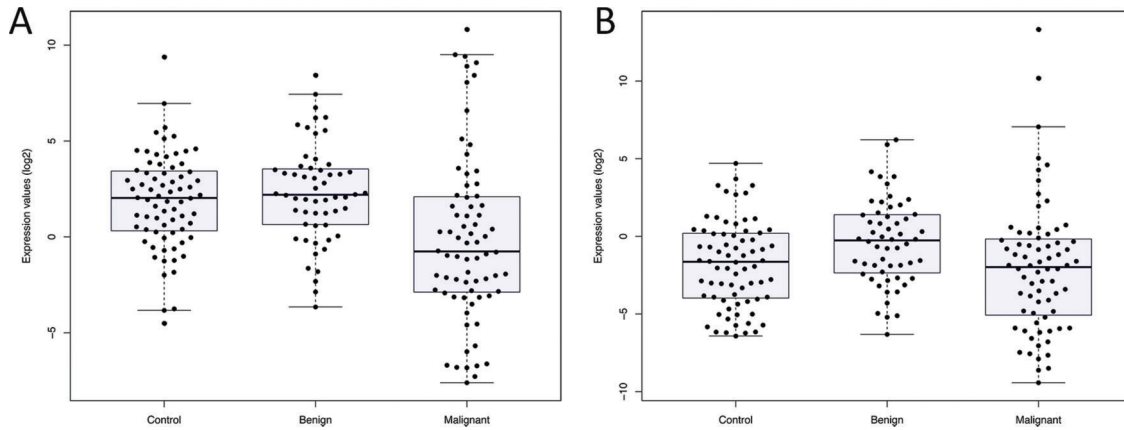 A
Expression values (log2)
10
5
0
−5
Control Benign Malignant
B
Expression values (log2)
10
5
0
−5
−10
Control Benign Malignant